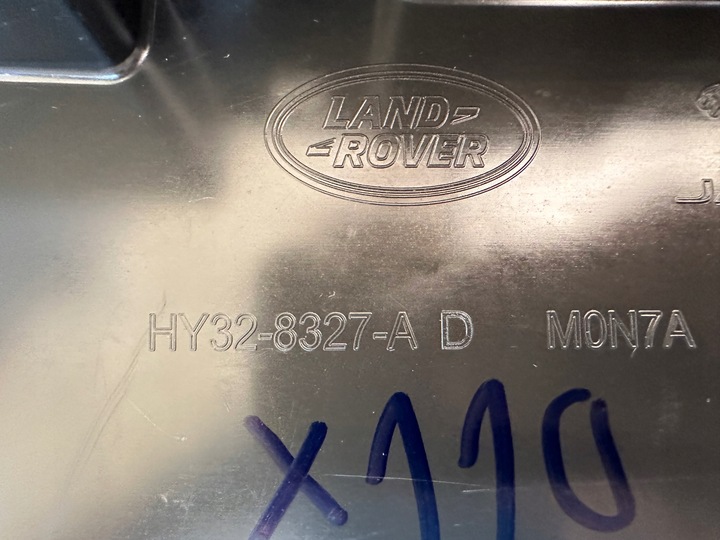 LAND
ROVER
HY32-8327-A D M0N7A
X110